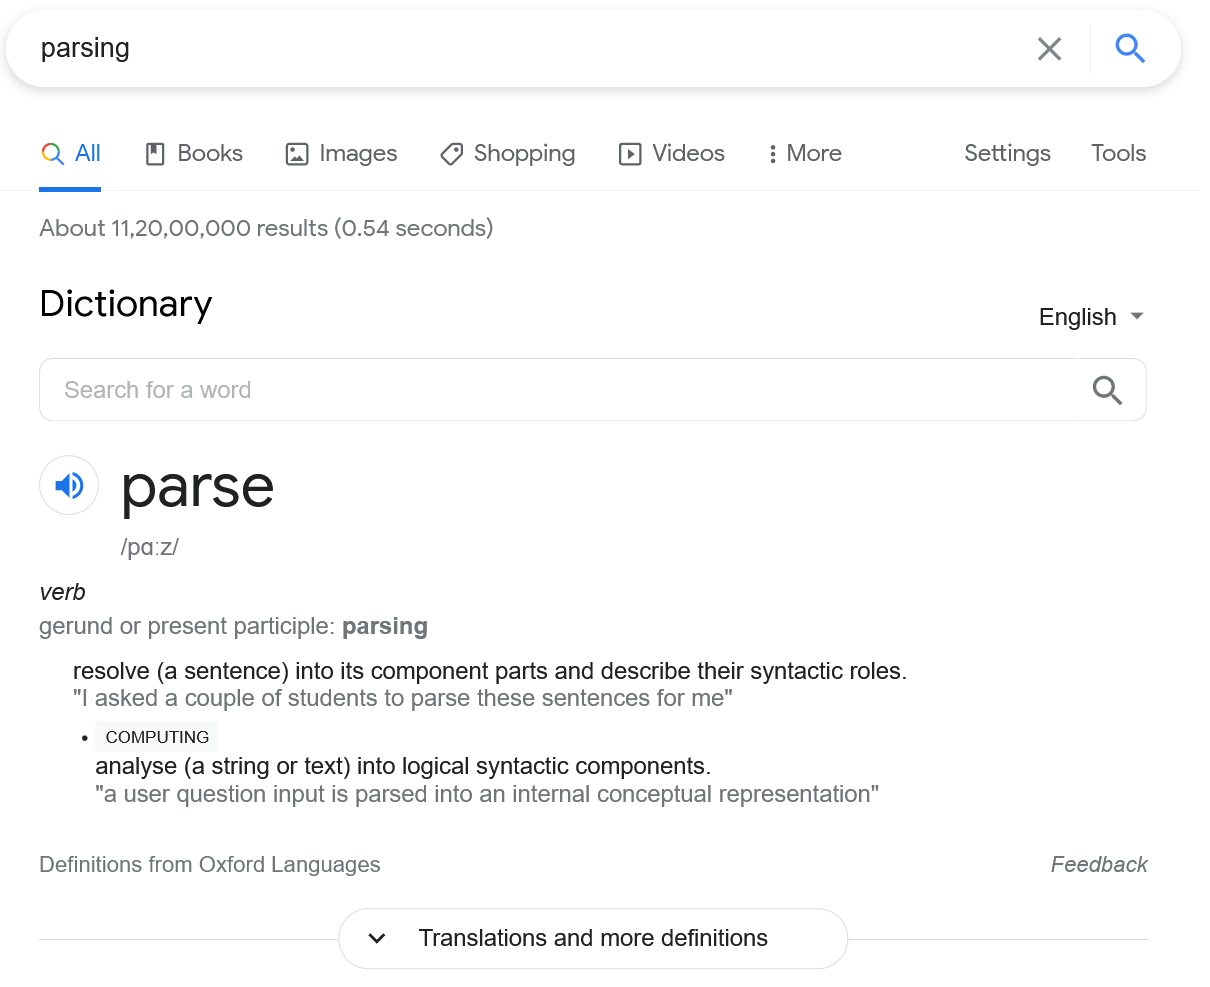 parsing
All Books Images Shopping Videos More Settings Tools
About 11,20,00,000 results (0.54 seconds)
Dictionary
English
Search for a word
parse
/pɑːz/
verb
gerund or present participle: parsing
resolve (a sentence) into its component parts and describe their syntactic roles.
"I asked a couple of students to parse these sentences for me"
• COMPUTING
analyse (a string or text) into logical syntactic components.
"a user question input is parsed into an internal conceptual representation"
Definitions from Oxford Languages Feedback
Translations and more definitions